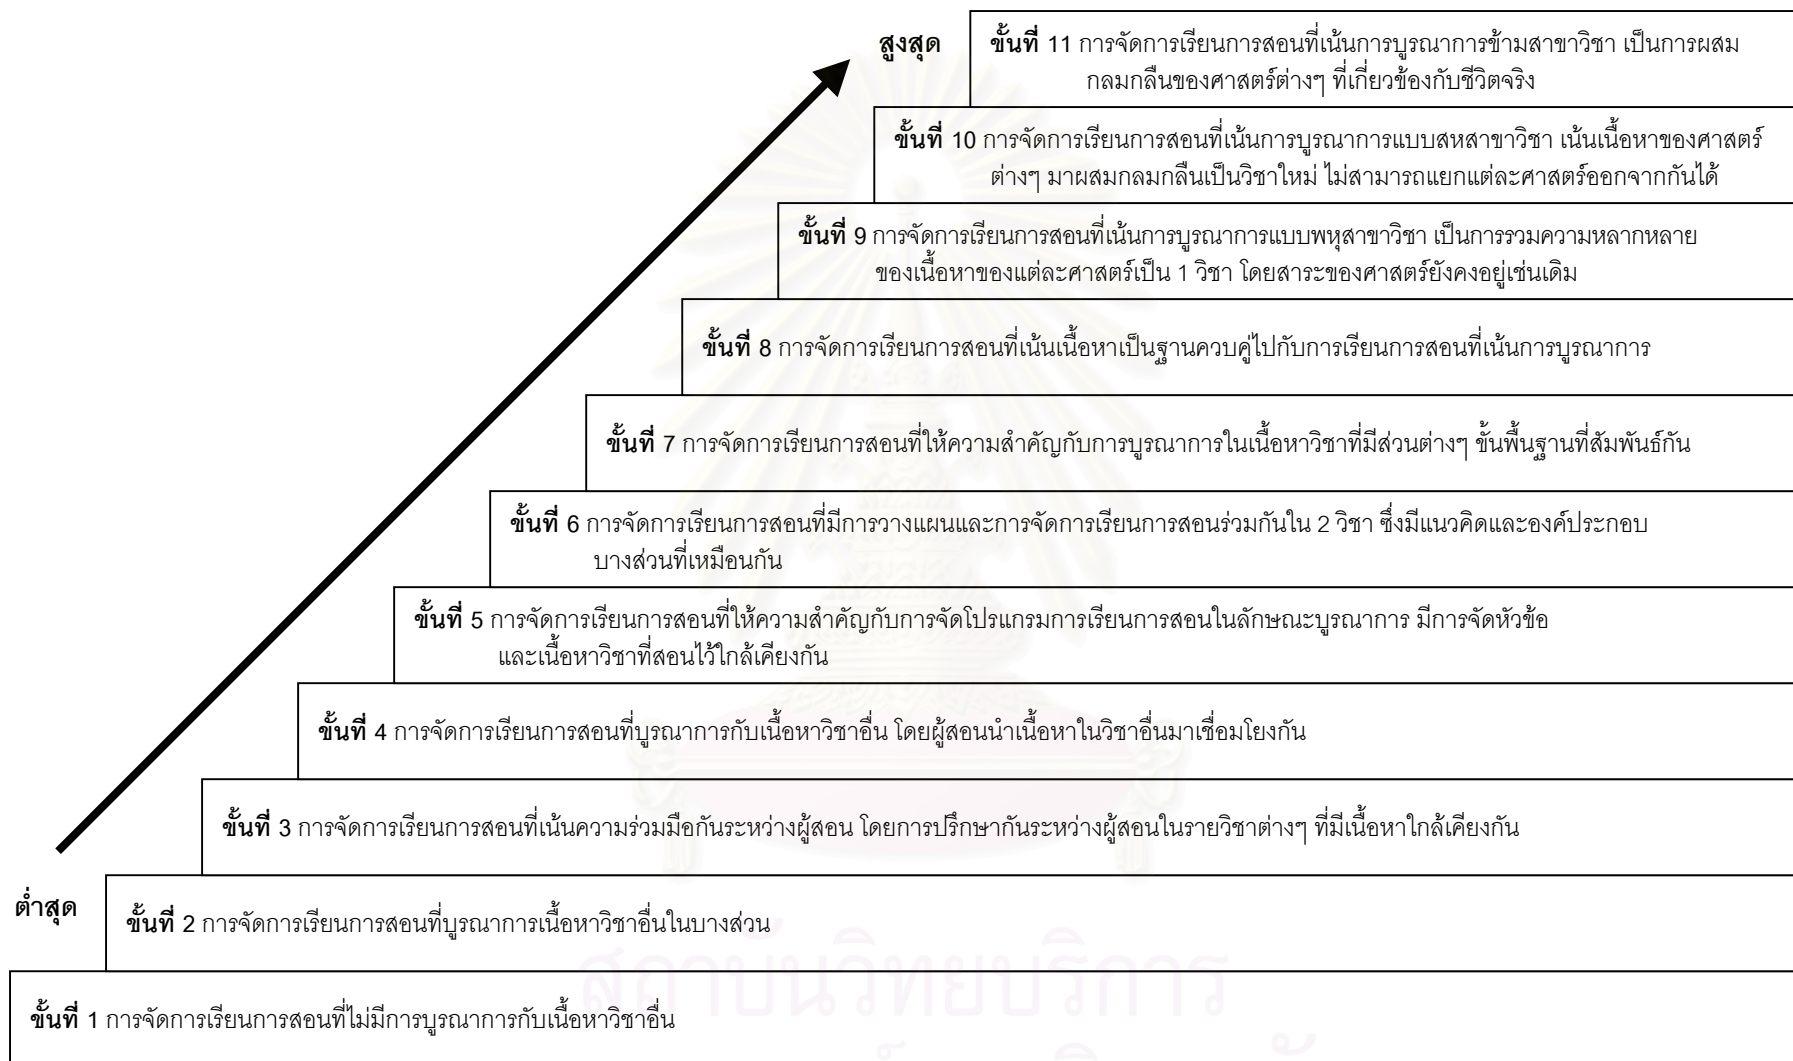 สูงสุด
ขั้นที่ 11 การจัดการเรียนการสอนที่เน้นการบูรณาการข้ามสาขาวิชา เป็นการผสม
กลมกลืนของศาสตร์ต่างๆ ที่เกี่ยวข้องกับชีวิตจริง
ขั้นที่ 10 การจัดการเรียนการสอนที่เน้นการบูรณาการแบบสหสาขาวิชา เน้นเนื้อหาของศาสตร์
ต่างๆ มาผสมกลมกลืนเป็นวิชาใหม่ ไม่สามารถแยกแต่ละศาสตร์ออกจากกันได้
ขั้นที่ 9 การจัดการเรียนการสอนที่เน้นการบูรณาการแบบพหุสาขาวิชา เป็นการรวมความหลากหลาย
ของเนื้อหาของแต่ละศาสตร์เป็น 1 วิชา โดยสาระของศาสตร์ยังคงอยู่เช่นเดิม
ขั้นที่ 8 การจัดการเรียนการสอนที่เน้นเนื้อหาเป็นฐานควบคู่ไปกับการเรียนการสอนที่เน้นการบูรณาการ
ขั้นที่ 7 การจัดการเรียนการสอนที่ให้ความสำคัญกับการบูรณาการในเนื้อหาวิชาที่มีส่วนต่างๆ ขั้นพื้นฐานที่สัมพันธ์กัน
ขั้นที่ 6 การจัดการเรียนการสอนที่มีการวางแผนและการจัดการเรียนการสอนร่วมกันใน 2 วิชา ซึ่งมีแนวคิดและองค์ประกอบ
บางส่วนที่เหมือนกัน
ขั้นที่ 5 การจัดการเรียนการสอนที่ให้ความสำคัญกับการจัดโปรแกรมการเรียนการสอนในลักษณะบูรณาการ มีการจัดหัวข้อ
และเนื้อหาวิชาที่สอนไว้ใกล้เคียงกัน
ขั้นที่ 4 การจัดการเรียนการสอนที่บูรณาการกับเนื้อหาวิชาอื่น โดยผู้สอนนำเนื้อหาในวิชาอื่นมาเชื่อมโยงกัน
ขั้นที่ 3 การจัดการเรียนการสอนที่เน้นความร่วมมือกันระหว่างผู้สอน โดยการปรึกษากันระหว่างผู้สอนในรายวิชาต่างๆ ที่มีเนื้อหาใกล้เคียงกัน
ต่ำสุด
ขั้นที่ 2 การจัดการเรียนการสอนที่บูรณาการเนื้อหาวิชาอื่นในบางส่วน
สถาบันวิทยบริการ
ขั้นที่ 1 การจัดการเรียนการสอนที่ไม่มีการบูรณาการกับเนื้อหาวิชาอื่น